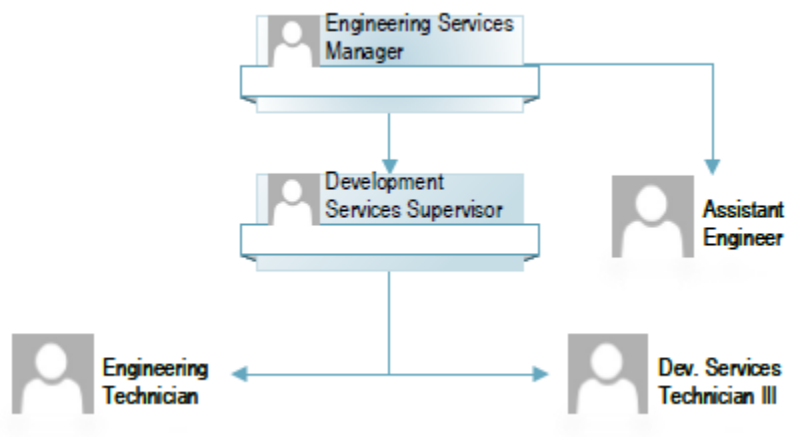 Engineering Services
Manager
Development
Services Supervisor
Assistant
Engineer
Engineering
Technician
Dev. Services
Technician III